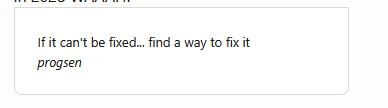 If it can't be fixed... find a way to fix it
progsen